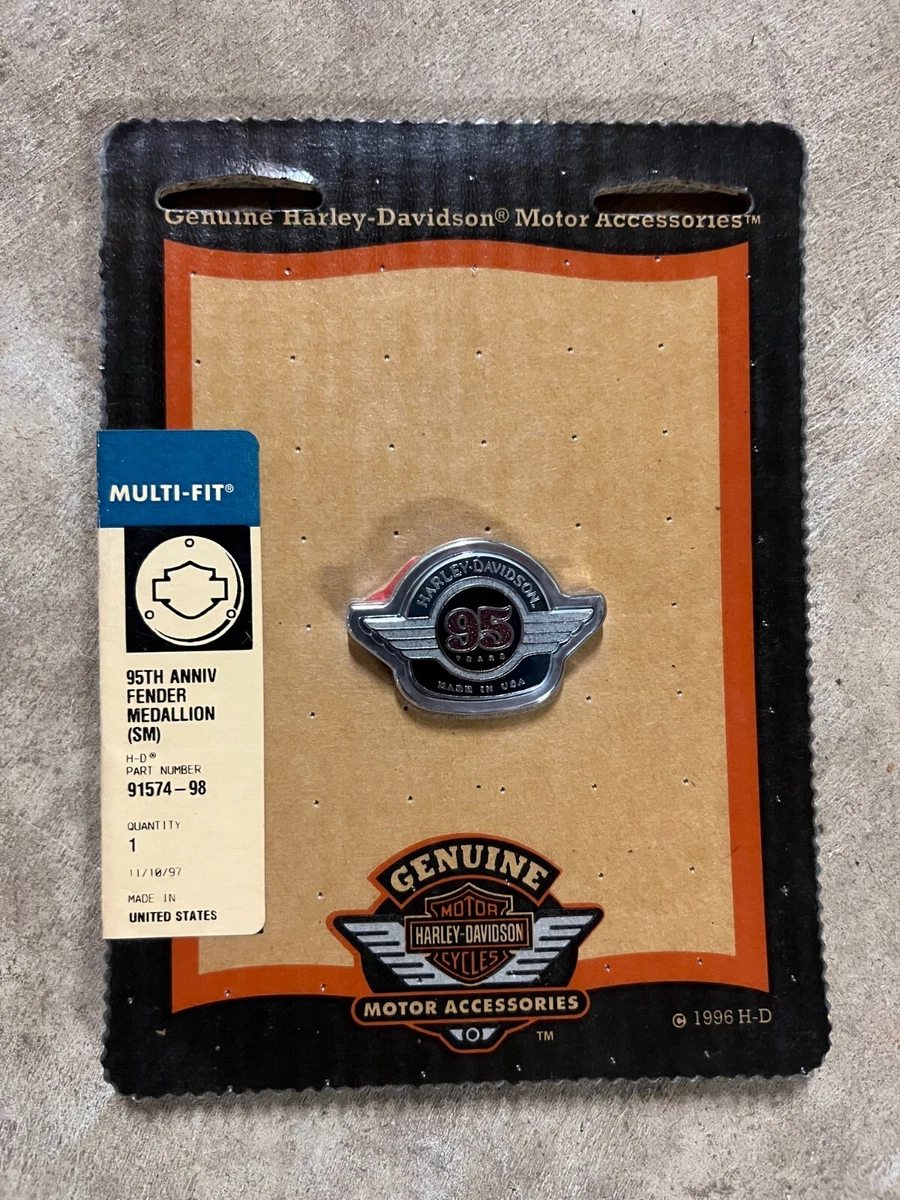 Genuine Harley-Davidson® Motor Accessories™
MULTI-FIT®
95TH ANNIV
FENDER
MEDALLION
(SM)
H-D®
PART NUMBER
91574-98
QUANTITY
1
11/10/97
MADE IN
UNITED STATES
HARLEY-DAVIDSON
95
YEARS
MADE IN USA
GENUINE
MOTOR
HARLEY-DAVIDSON
CYCLES
MOTOR ACCESSORIES
TM
© 1996 H-D